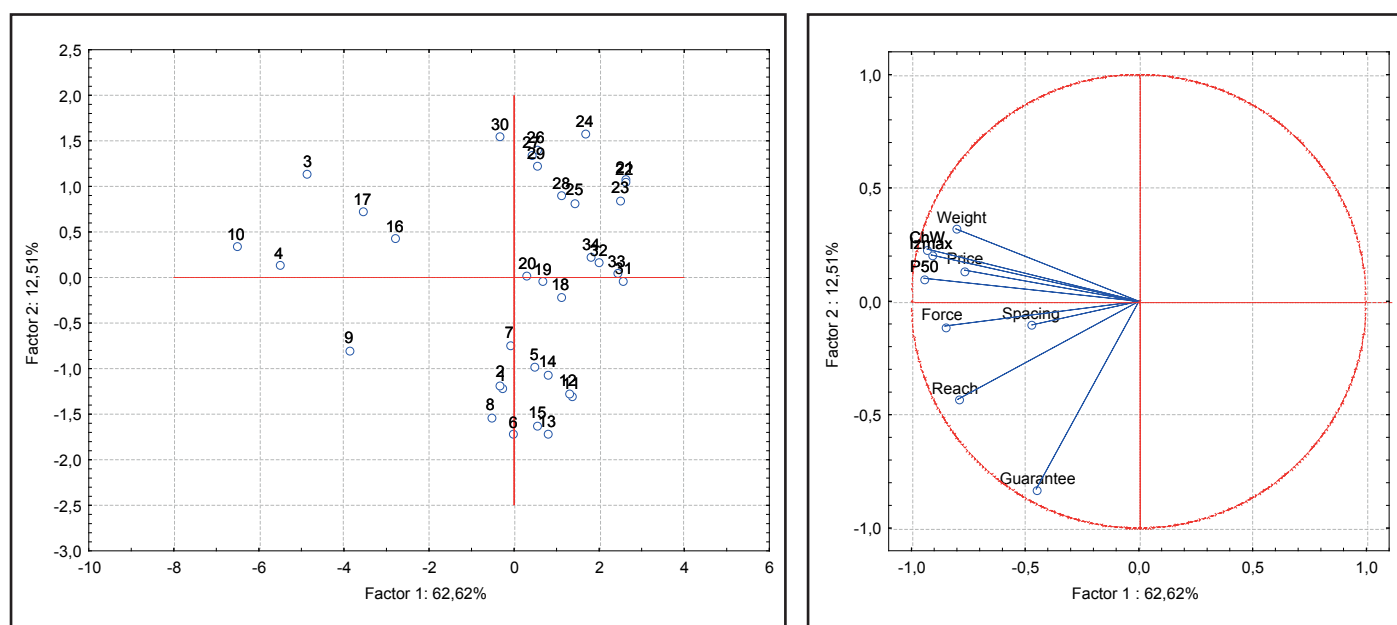 2,5
2,0
1,5
1,0
0,5
0,0
-0,5
-1,0
-1,5
-2,0
-2,5
-3,0
-10 -8 -6 -4 -2 0 2 4 6
Factor 2: 12,51%
Factor 1: 62,62%
30 26 24
27
29
3 21
22
28 25 23
17
16
10
4 34
32
33
20 19 31
18
7
9
5 14
2 1 12 11
8
6 15 13
1,0
0,5
0,0
-0,5
-1,0
-1,0 -0,5 0,0 0,5 1,0
Factor 2 : 12,51%
Factor 1 : 62,62%
Weight
ChW
Izmax
Price
P50
Force Spacing
Reach
Guarantee